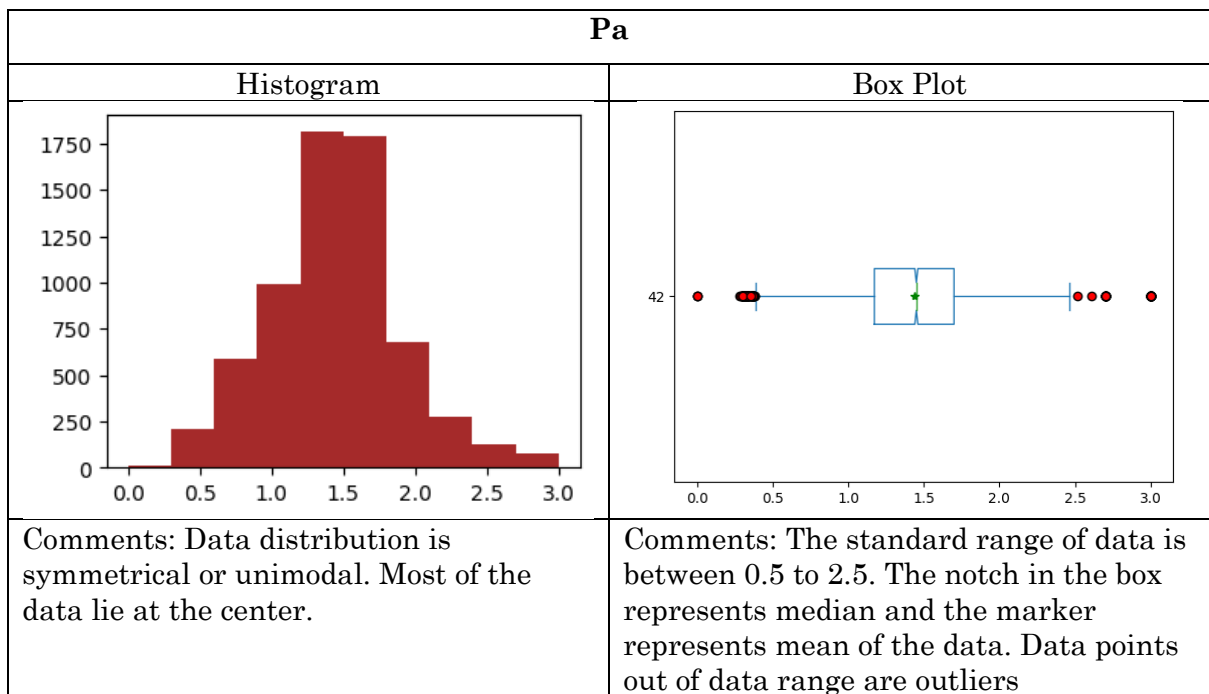 Pa
Histogram
Box Plot
1750
1500
1250
1000
750
500
250
0
0.0 0.5 1.0 1.5 2.0 2.5 3.0
42
0.0 0.5 1.0 1.5 2.0 2.5 3.0
Comments: Data distribution is
symmetrical or unimodal. Most of the
data lie at the center.
Comments: The standard range of data is
between 0.5 to 2.5. The notch in the box
represents median and the marker
represents mean of the data. Data points
out of data range are outliers